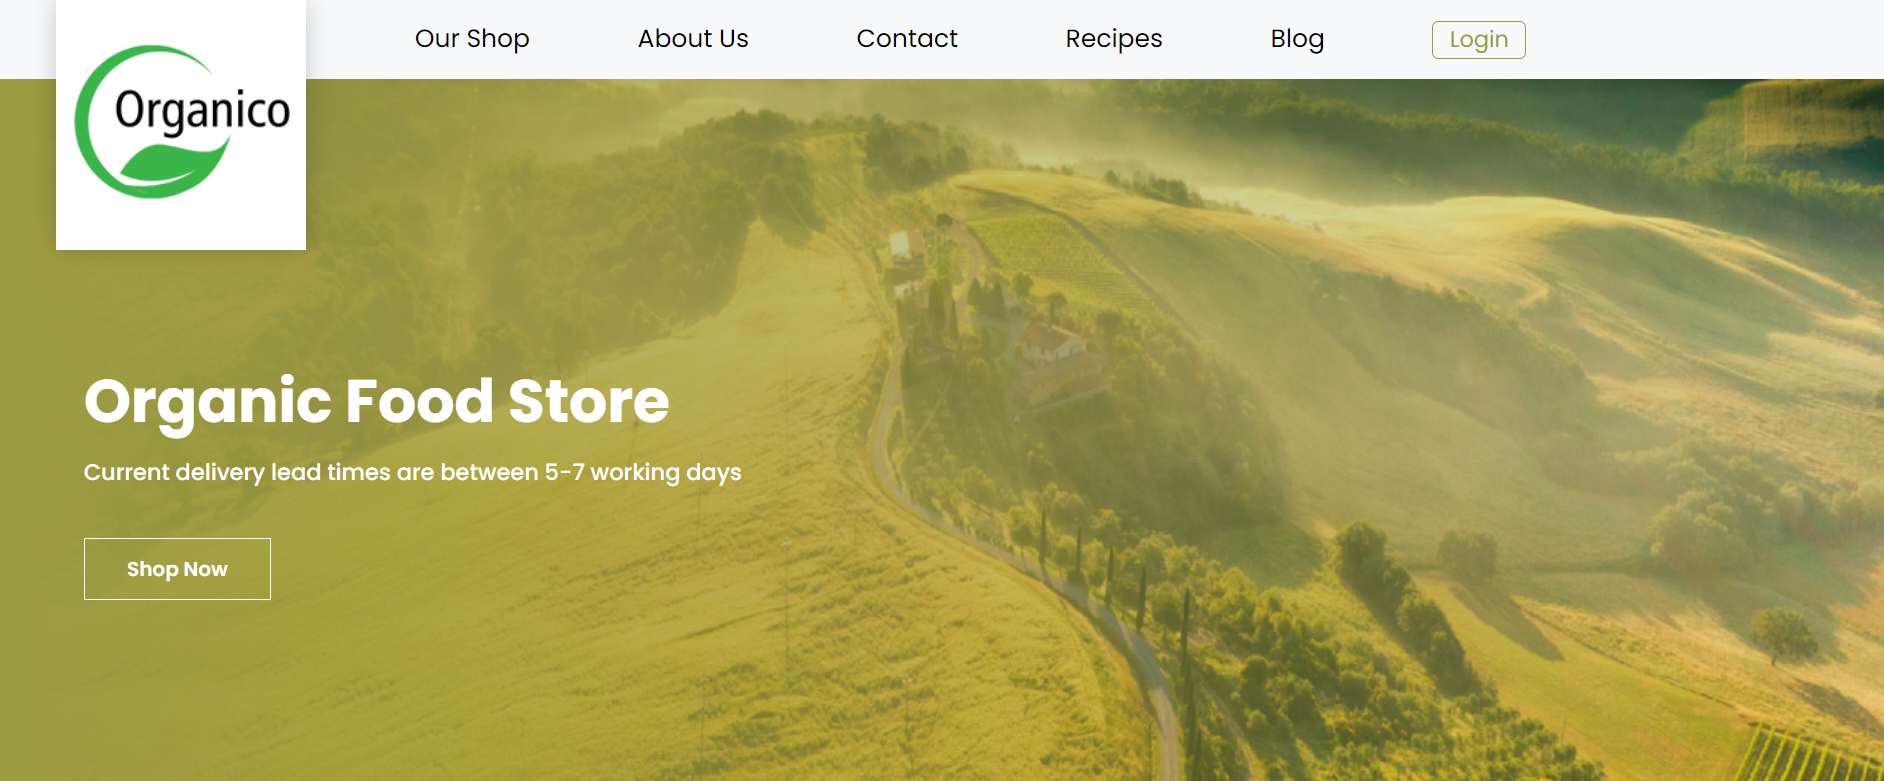 Organico
Our Shop
About Us
Contact
Recipes
Blog
Login
Organic Food Store
Current delivery lead times are between 5-7 working days
Shop Now